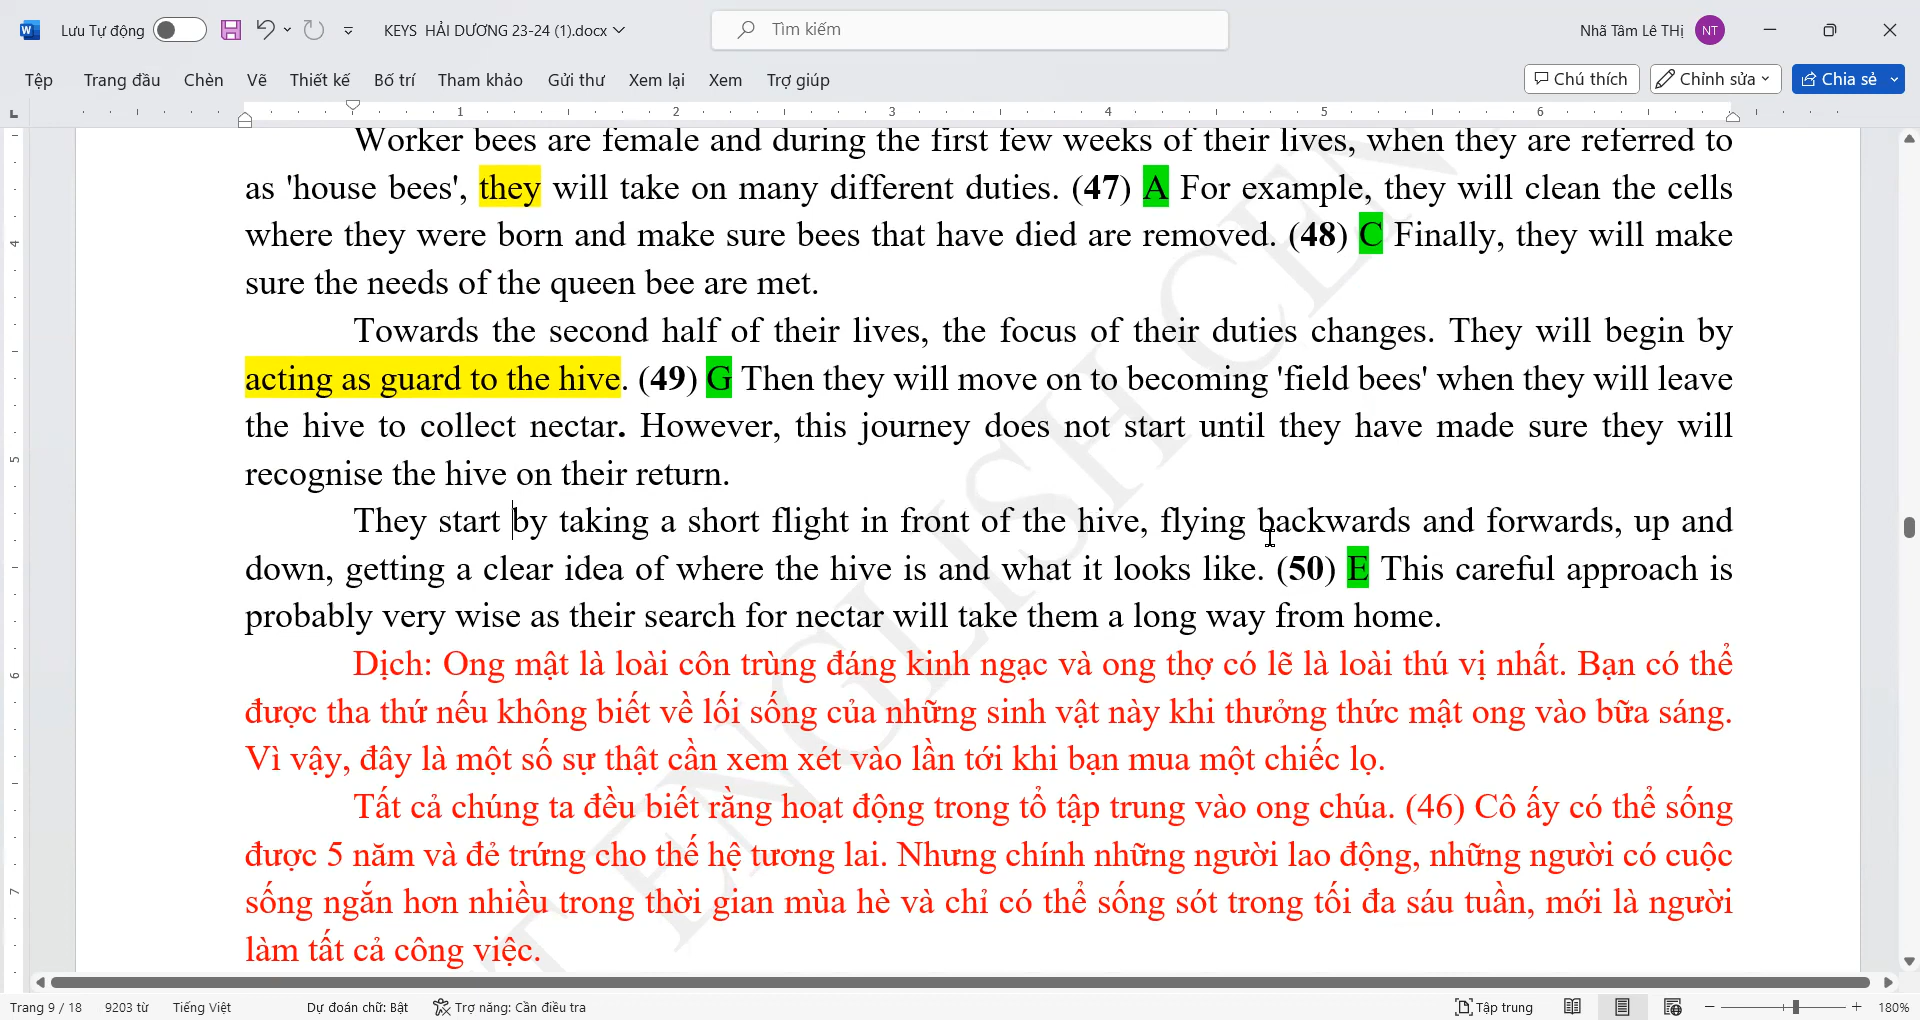 Lưu Tự động
KEYS HẢI DƯƠNG 23-24 (1).docx
Tìm kiếm
Nhã Tâm Lê THị NT
Tệp Trang đầu Chèn Vẽ Thiết kế Bố trí Tham khảo Gửi thư Xem lại Xem Trợ giúp
Chú thích Chỉnh sửa Chia sẻ
1 2 3 4 5 6
Worker bees are female and during the first few weeks of their lives, when they are referred to
as 'house bees', they will take on many different duties. (47) A For example, they will clean the cells
where they were born and make sure bees that have died are removed. (48) C Finally, they will make
sure the needs of the queen bee are met.
Towards the second half of their lives, the focus of their duties changes. They will begin by
acting as guard to the hive. (49) G Then they will move on to becoming 'field bees' when they will leave
the hive to collect nectar. However, this journey does not start until they have made sure they will
recognise the hive on their return.
They start by taking a short flight in front of the hive, flying backwards and forwards, up and
down, getting a clear idea of where the hive is and what it looks like. (50) E This careful approach is
probably very wise as their search for nectar will take them a long way from home.
Dịch: Ong mật là loài côn trùng đáng kinh ngạc và ong thợ có lẽ là loài thú vị nhất. Bạn có thể
được tha thứ nếu không biết về lối sống của những sinh vật này khi thưởng thức mật ong vào bữa sáng.
Vì vậy, đây là một số sự thật cần xem xét vào lần tới khi bạn mua một chiếc lọ.
Tất cả chúng ta đều biết rằng hoạt động trong tổ tập trung vào ong chúa. (46) Cô ấy có thể sống
được 5 năm và đẻ trứng cho thế hệ tương lai. Nhưng chính những người lao động, những người có cuộc
sống ngắn hơn nhiều trong thời gian mùa hè và chỉ có thể sống sót trong tối đa sáu tuần, mới là người
làm tất cả công việc.
4
5
6
7
T ENGLISH CEN
Trang 9 / 18 9203 từ Tiếng Việt Dự đoán chữ: Bật Trợ năng: Cần điều tra
Tập trung 180%